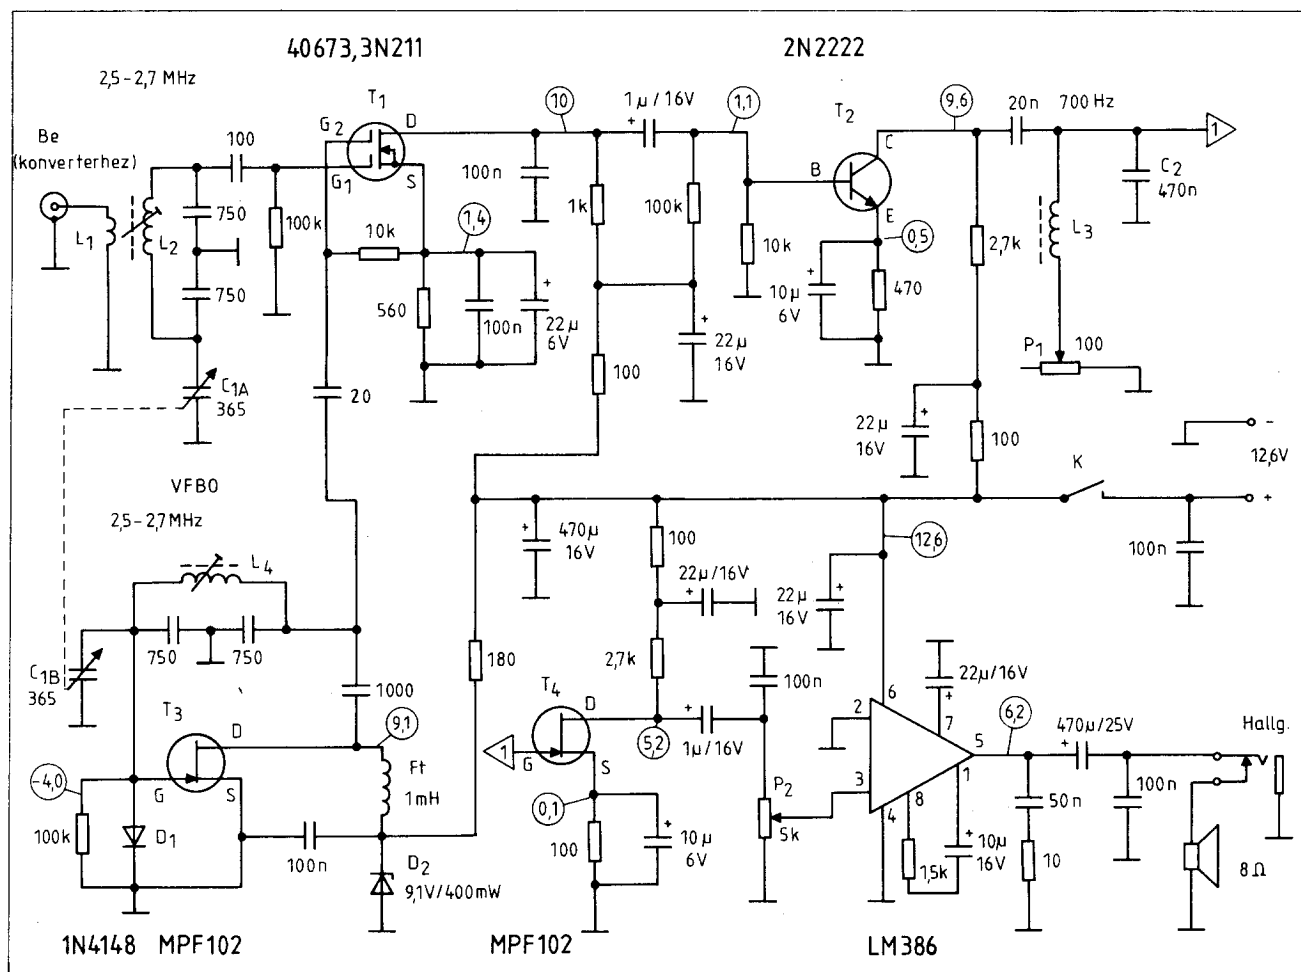 40673,3N211
2N2222
2,5-2,7 MHz
T1
10
1µ/16V
1,1
T2
9,6
20n
700 Hz
Be
(konverterhez)
100
G2
D
G1
S
+
C
B
E
1
C2
470n
L1
L2
750
750
100k
10k
1,4
560
100n
+
22µ
6V
100n
1k
100k
10k
+
10µ
6V
0,5
470
2,7k
L3
P1
100
C1A
365
20
100
+
22µ
16V
+
22µ
16V
100
-
12,6V
+
K
VFBO
2,5-2,7 MHz
L4
750
750
C1B
365
1000
+
470µ
16V
100
22µ/16V
+
2,7k
12,6
+
22µ
16V
100n
180
T3
D
9,1
G
S
-4,0
100k
D1
100n
Ft
1mH
D2
9,1V/400mW
T4
D
1
G
S
5,2
+
1µ/16V
100n
0,1
100
+
10µ
6V
P2
5k
2
3
6
7
5
1
8
4
22µ/16V
+
6,2
470µ/25V
+
Hallg.
50n
10
100n
1,5k
+
10µ
16V
8Ω
1N4148
MPF102
MPF102
LM386